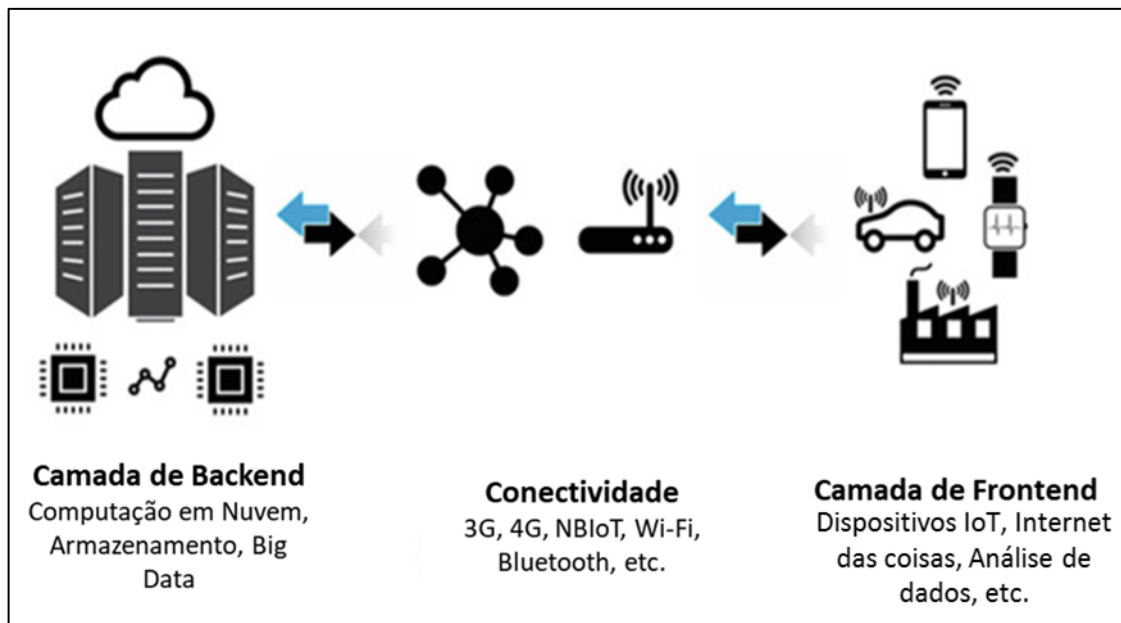 Camada de Backend
Computação em Nuvem,
Armazenamento, Big
Data
Conectividade
3G, 4G, NBIoT, Wi-Fi,
Bluetooth, etc.
Camada de Frontend
Dispositivos IoT, Internet
das coisas, Análise de
dados, etc.